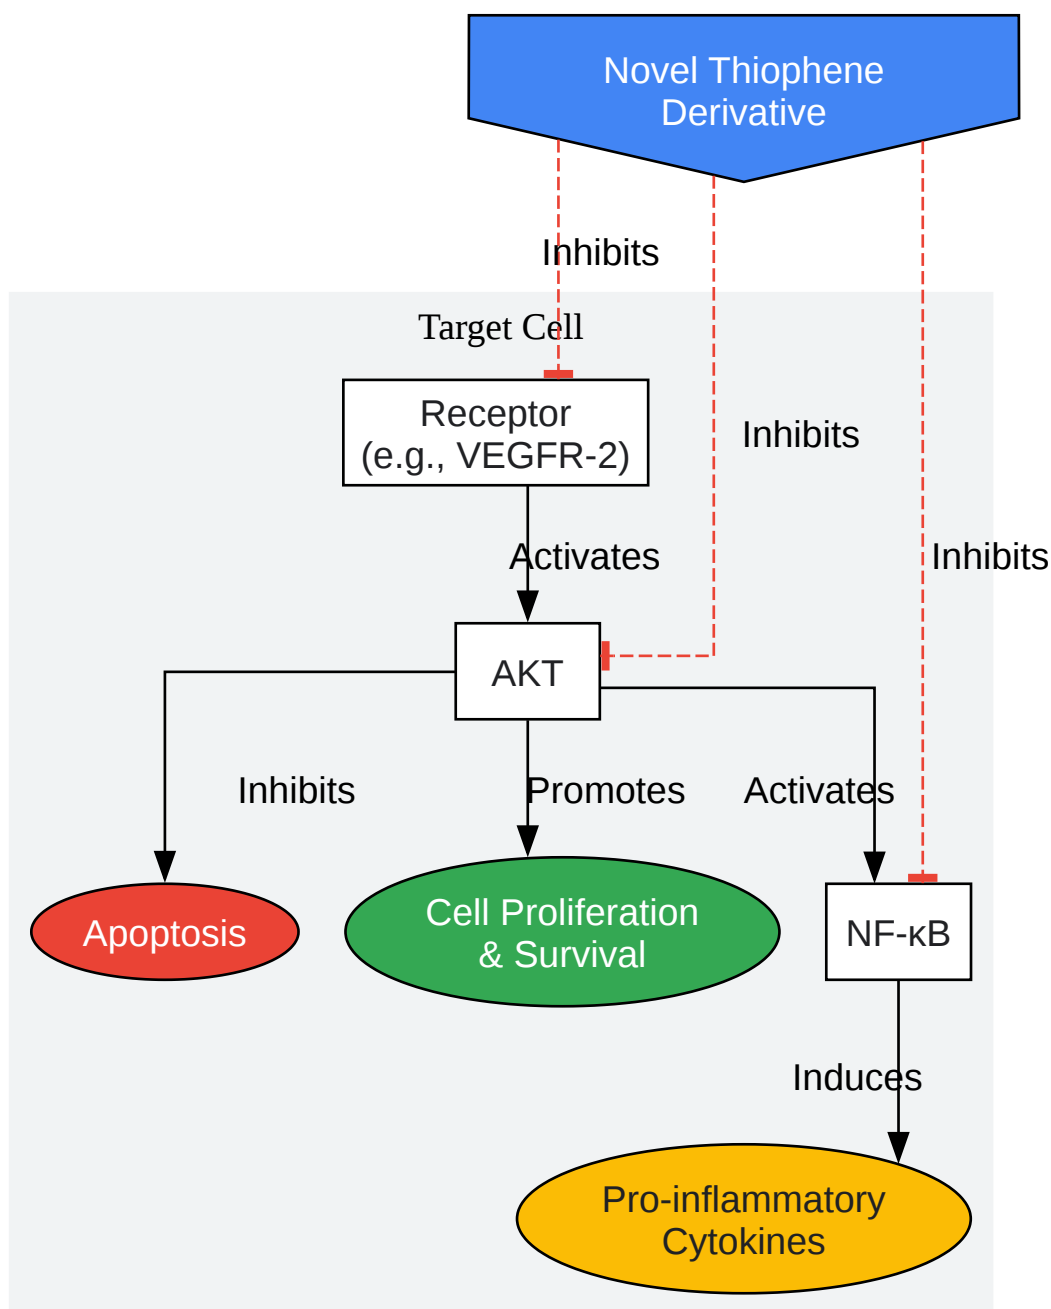 Novel Thiophene
Derivative
Inhibits
Target Cell
Receptor
(e.g., VEGFR-2)
Inhibits
Activates
Inhibits
AKT
Inhibits
Promotes
Activates
Apoptosis
Cell Proliferation
& Survival
NF-κB
Induces
Pro-inflammatory
Cytokines